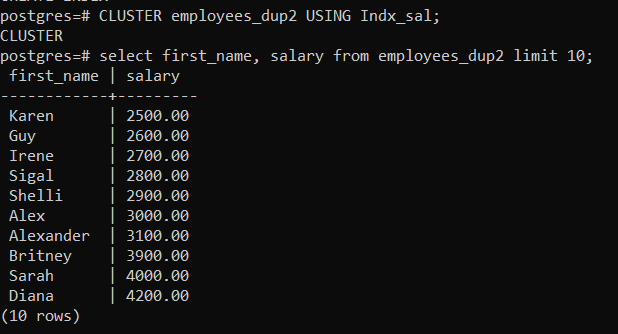 postgres=# CLUSTER employees_dup2 USING Indx_sal;
CLUSTER
postgres=# select first_name, salary from employees_dup2 limit 10;
 first_name | salary
------------+---------
 Karen      | 2500.00
 Guy        | 2600.00
 Irene      | 2700.00
 Sigal      | 2800.00
 Shelli     | 2900.00
 Alex       | 3000.00
 Alexander  | 3100.00
 Britney    | 3900.00
 Sarah      | 4000.00
 Diana      | 4200.00
(10 rows)